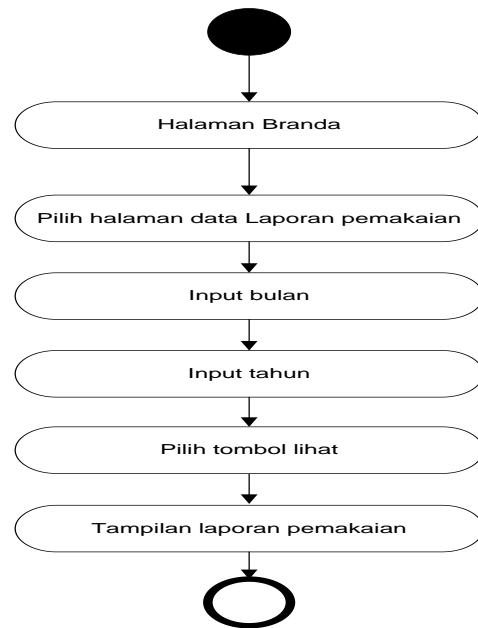 Halaman Branda
Pilih halaman data Laporan pemakaian
Input bulan
Input tahun
Pilih tombol lihat
Tampilan laporan pemakaian